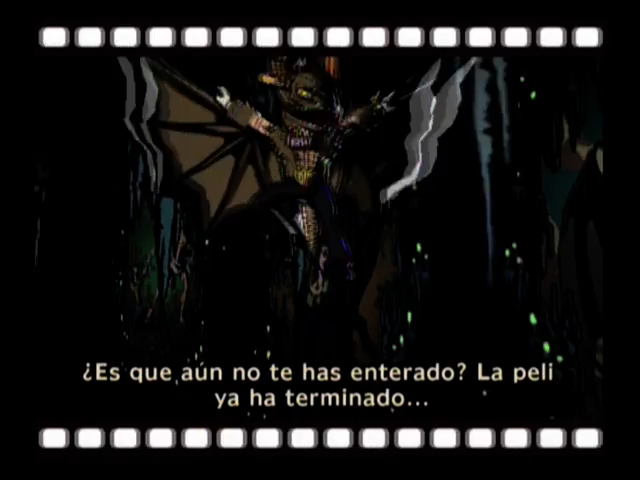 ¿Es que aún no te has enterado? La peli
ya ha terminado...